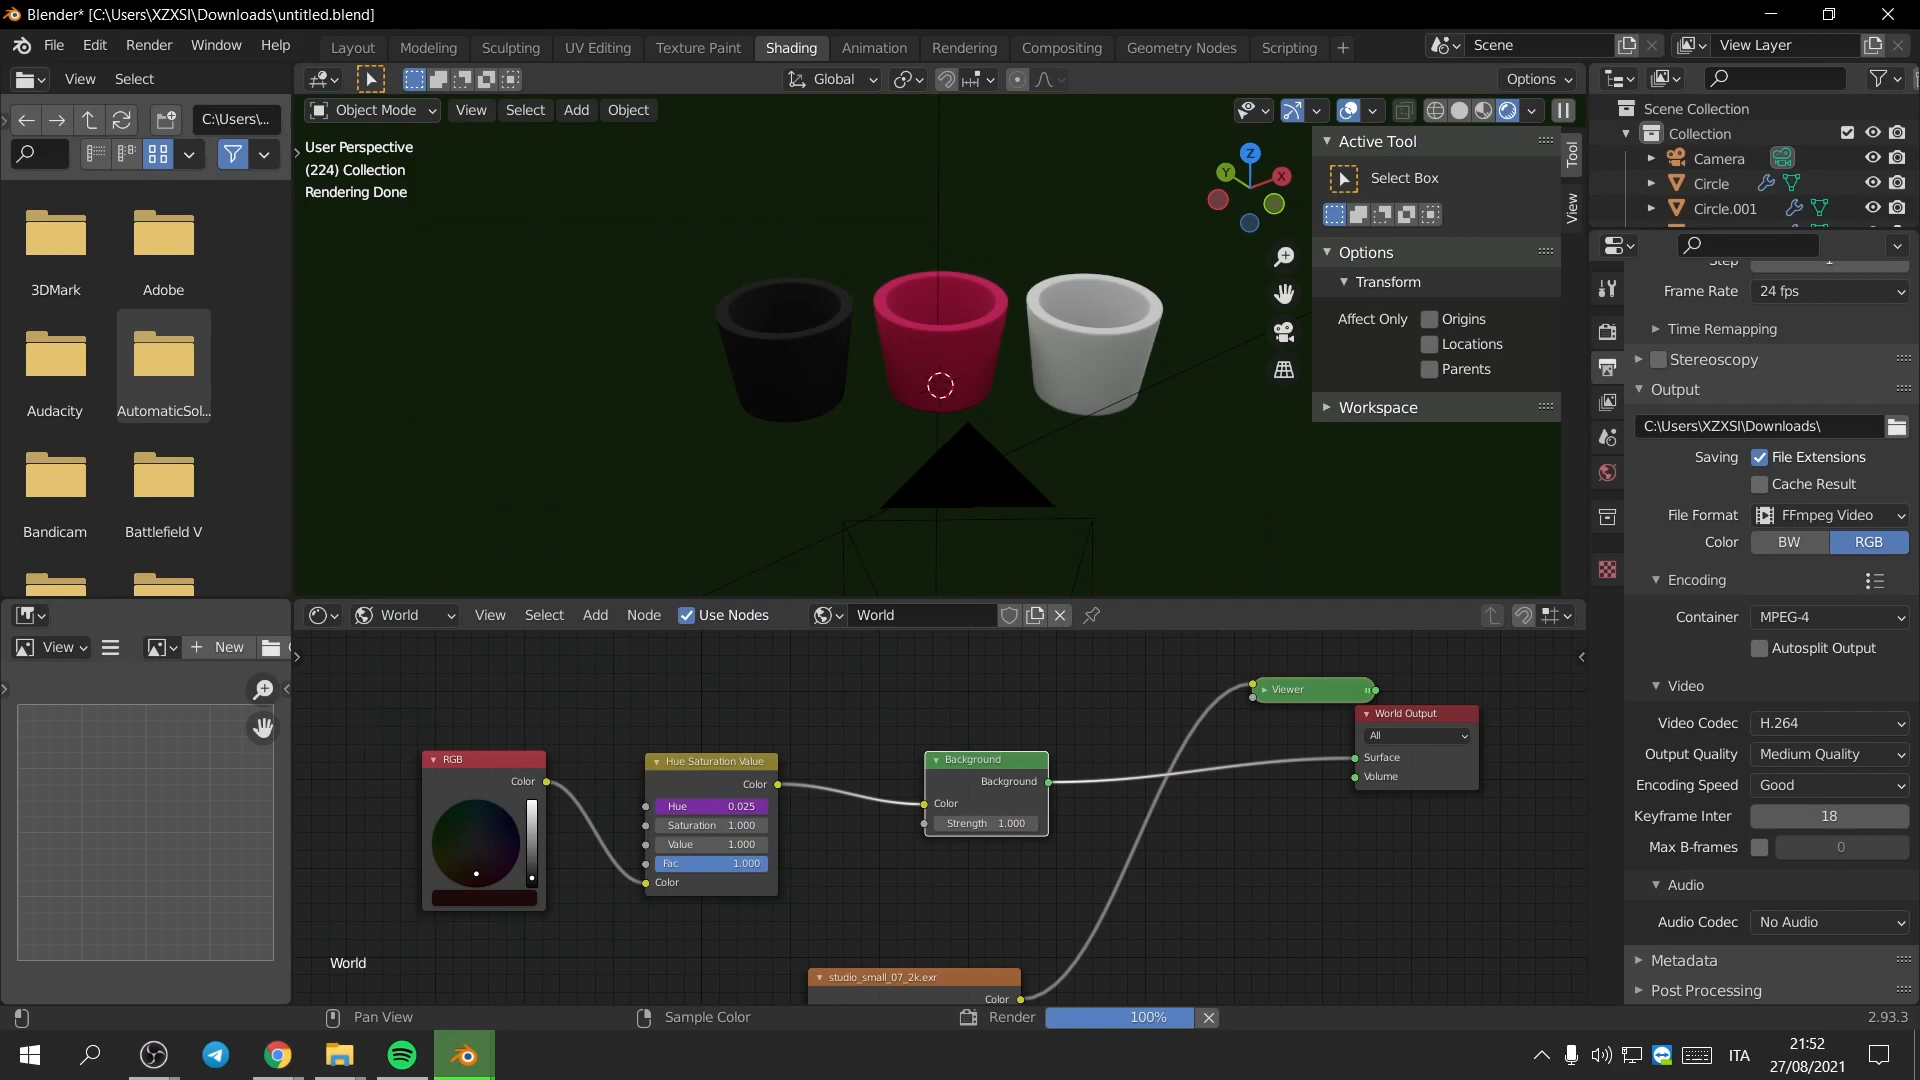 Blender* [C:\Users\XZXSI\Downloads\untitled.blend]
File Edit Render Window Help
Layout Modeling Sculpting UV Editing Texture Paint Shading Animation Rendering Compositing Geometry Nodes Scripting
Scene
View Layer
View Select
Global
Options
C:\Users\...
Object Mode View Select Add Object
User Perspective
(224) Collection
Rendering Done
3DMark
Adobe
Audacity
AutomaticSol...
Bandicam
Battlefield V
Z
Y
X
Active Tool
Select Box
Options
Transform
Affect Only Origins
Locations
Parents
Workspace
Tool
View
Scene Collection
Collection
Camera
Circle
Circle.001
Step 1
Frame Rate 24 fps
Time Remapping
Stereoscopy
Output
C:\Users\XZXSI\Downloads\
Saving File Extensions
Cache Result
File Format FFmpeg Video
Color BW RGB
Encoding
Container MPEG-4
Autosplit Output
Video
Video Codec H.264
Output Quality Medium Quality
Encoding Speed Good
Keyframe Inter 18
Max B-frames 0
Audio
Audio Codec No Audio
Metadata
Post Processing
View
New
World View Select Add Node Use Nodes World
RGB
Color
Hue Saturation Value
Color
Hue 0.025
Saturation 1.000
Value 1.000
Fac 1.000
Color
Background
Background
Color
Strength 1.000
Viewer
World Output
All
Surface
Volume
studio_small_07_2k.exr
Color
World
Pan View
Sample Color
Render 100%
2.93.3
ITA
21:52
27/08/2021